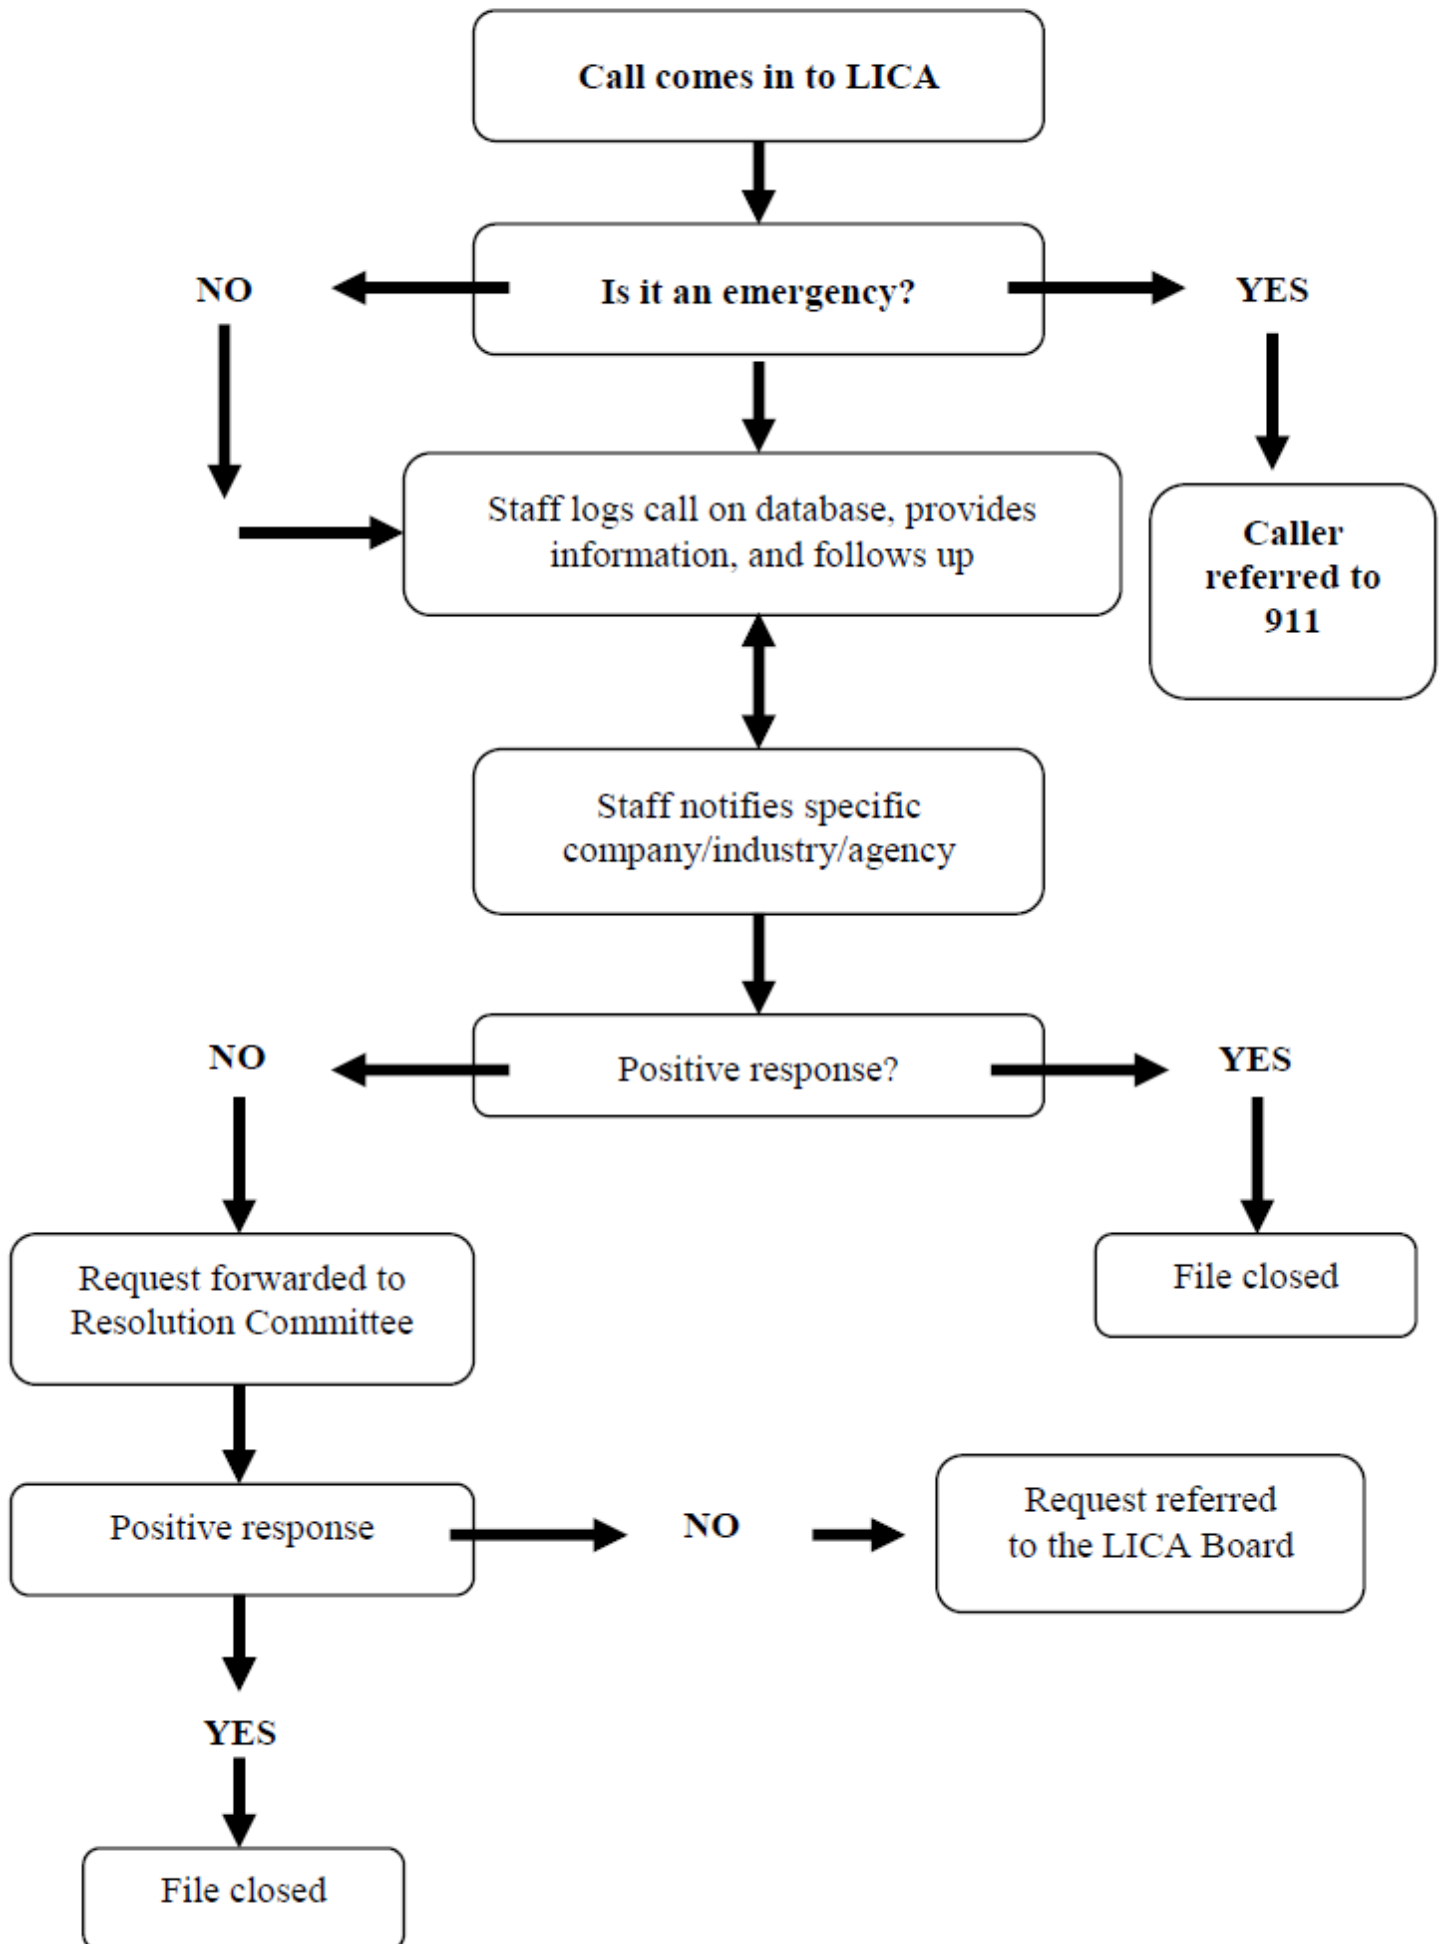 Call comes in to LICA
NO
Is it an emergency?
YES
Staff logs call on database, provides
information, and follows up
Caller
referred to
911
Staff notifies specific
company/industry/agency
NO
Positive response?
YES
Request forwarded to
Resolution Committee
File closed
Positive response
NO
Request referred
to the LICA Board
YES
File closed